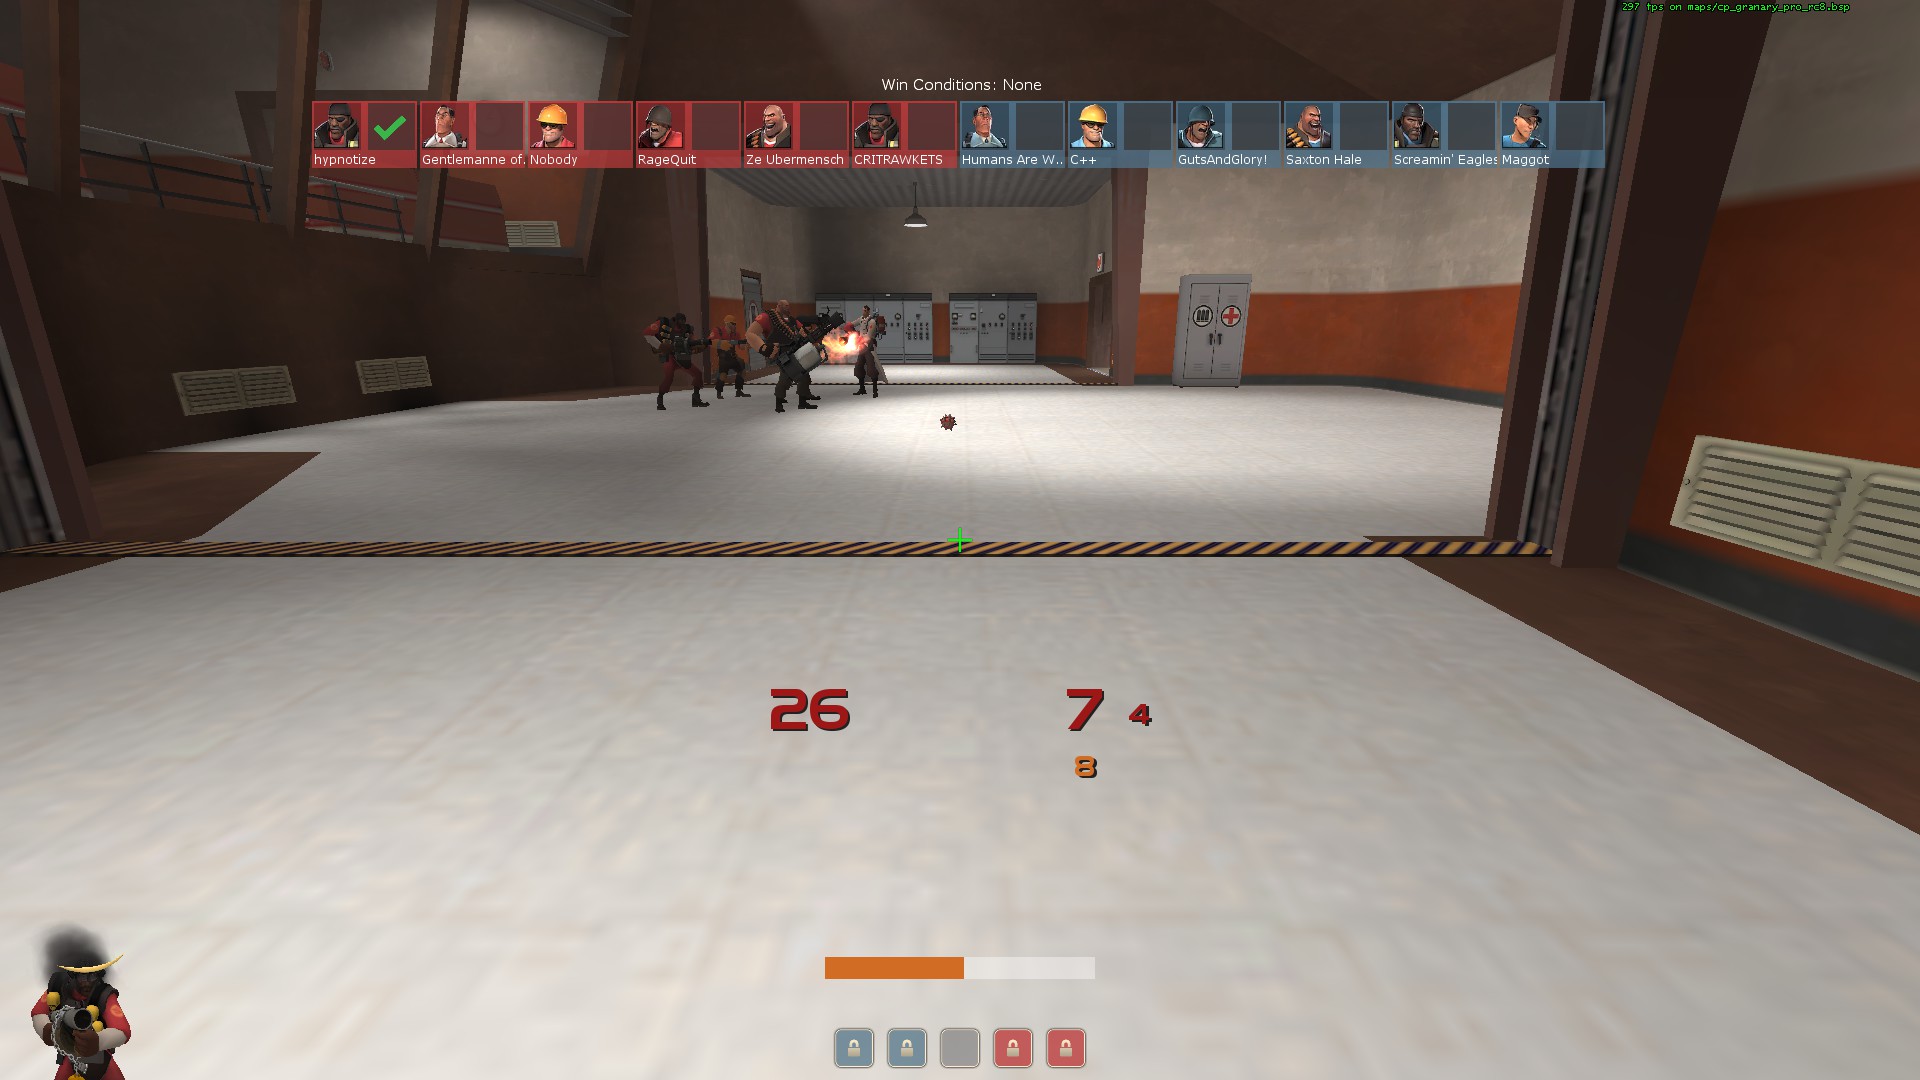 297 fps on maps/cp_granary_pro_rc8.bsp
Win Conditions: None
hypnotize Gentlemanne of. Nobody RageQuit Ze Ubermensch CRITRAWKETS Humans Are W.. C++ GutsAndGlory! Saxton Hale Screamin' Eagles Maggot
26 7 4
8